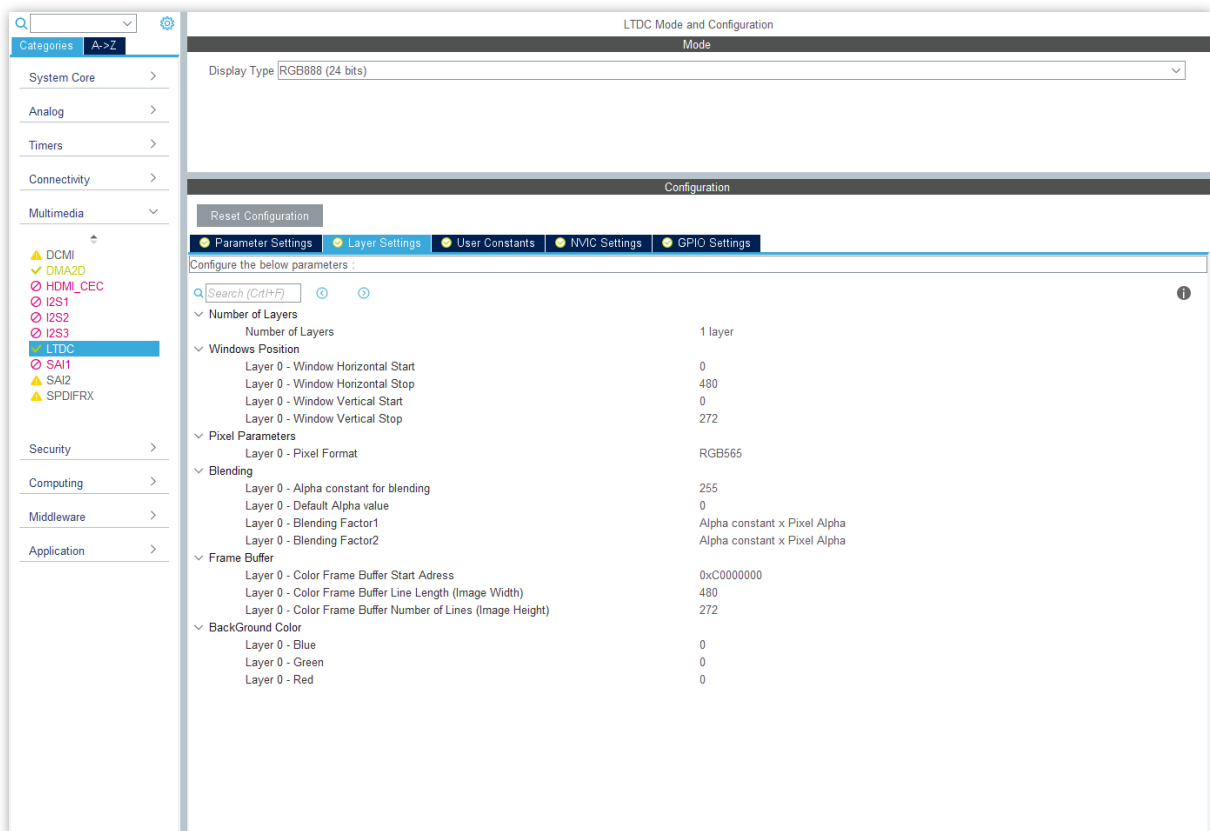 LTDC Mode and Configuration
Categories A->Z
Mode
System Core
Display Type RGB888 (24 bits)
Analog
Timers
Connectivity
Configuration
Multimedia
Reset Configuration
Parameter Settings Layer Settings User Constants NVIC Settings GPIO Settings
DCMI
DMA2D
HDMI_CEC
I2S1
I2S2
I2S3
LTDC
SAI1
SAI2
SPDIFRX
Security
Computing
Middleware
Application
Configure the below parameters :
Search (Crtl+F)
Number of Layers
Number of Layers 1 layer
Windows Position
Layer 0 - Window Horizontal Start 0
Layer 0 - Window Horizontal Stop 480
Layer 0 - Window Vertical Start 0
Layer 0 - Window Vertical Stop 272
Pixel Parameters
Layer 0 - Pixel Format RGB565
Blending
Layer 0 - Alpha constant for blending 255
Layer 0 - Default Alpha value 0
Layer 0 - Blending Factor1 Alpha constant x Pixel Alpha
Layer 0 - Blending Factor2 Alpha constant x Pixel Alpha
Frame Buffer
Layer 0 - Color Frame Buffer Start Adress 0xC0000000
Layer 0 - Color Frame Buffer Line Length (Image Width) 480
Layer 0 - Color Frame Buffer Number of Lines (Image Height) 272
BackGround Color
Layer 0 - Blue 0
Layer 0 - Green 0
Layer 0 - Red 0